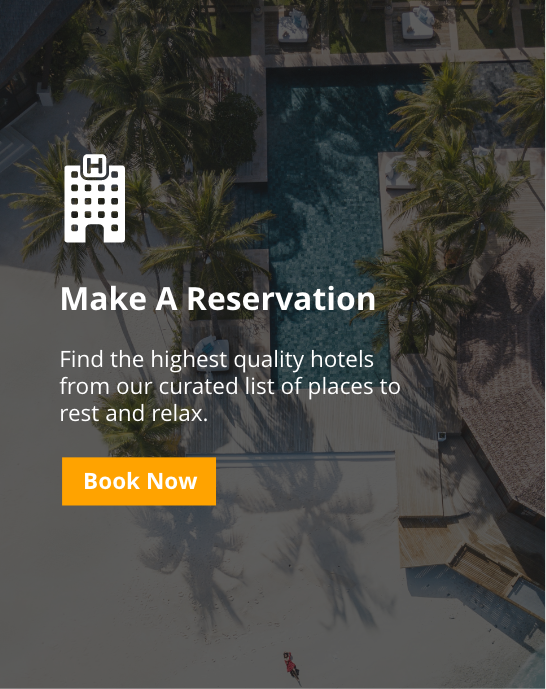 H
Make A Reservation
Find the highest quality hotels
from our curated list of places to
rest and relax.
Book Now